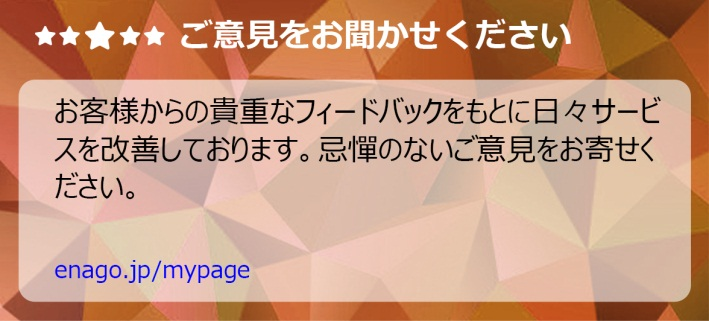 ★★★★★ ご意見をお聞かせください
お客様からの貴重なフィードバックをもとに日々サービ
スを改善しております。忌憚のないご意見をお寄せく
ださい。
enago.jp/mypage